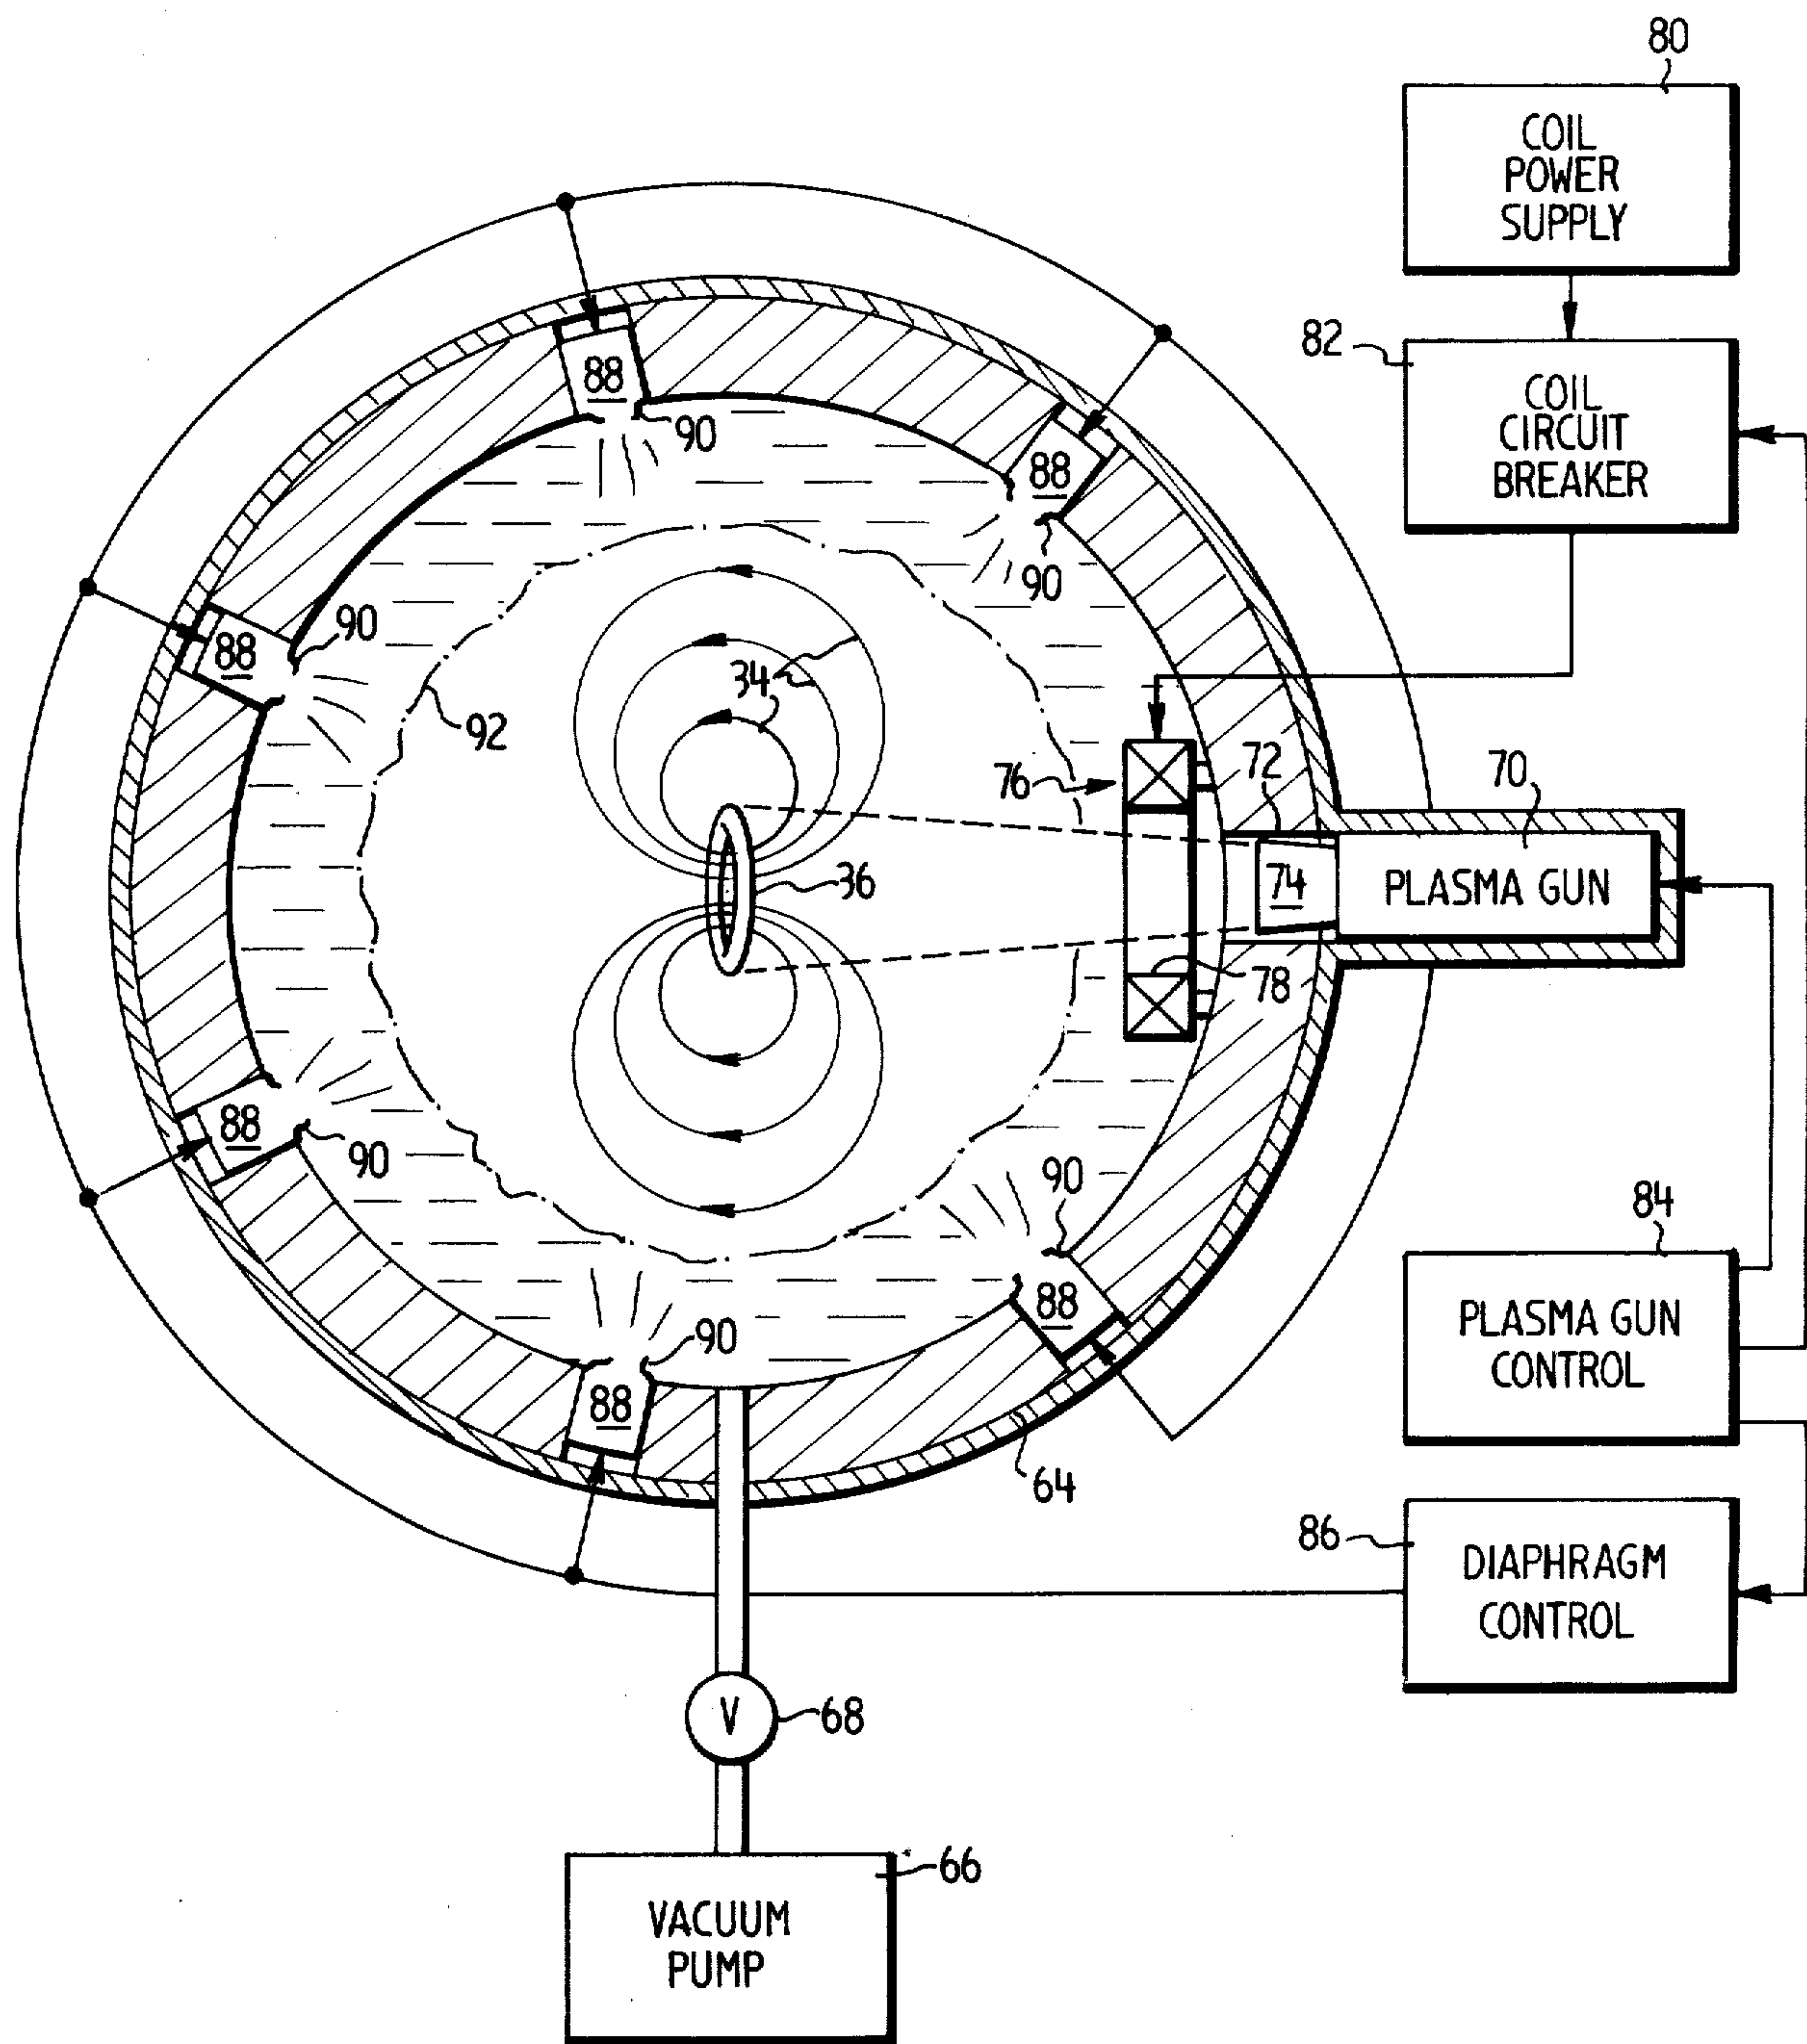 80
COIL
POWER
SUPPLY
82
COIL
CIRCUIT
BREAKER
88
90
88
90
88
90
34
92
76
72
70
36
74
PLASMA GUN
78
88
90
90
88
84
PLASMA GUN
CONTROL
90
88
64
86
DIAPHRAGM
CONTROL
V
68
66
VACUUM
PUMP